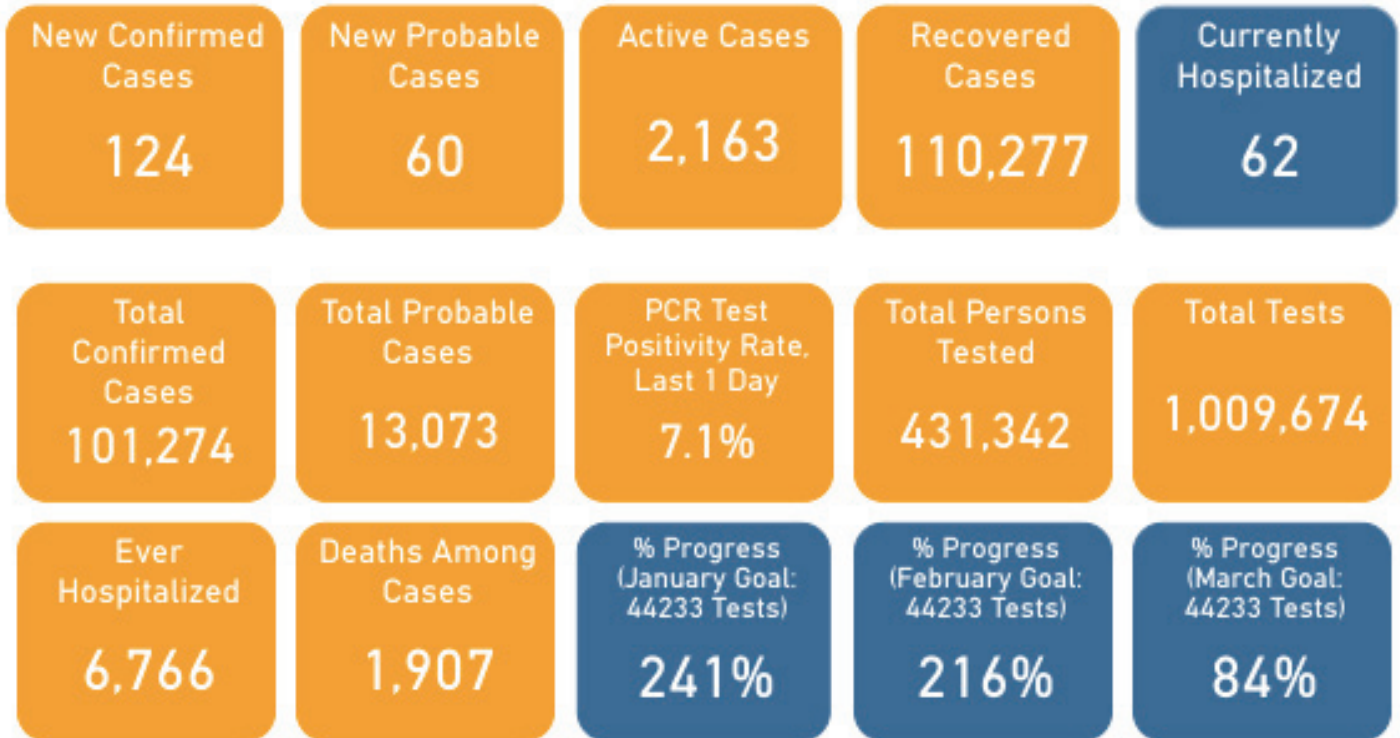 New Confirmed
Cases
124
New Probable
Cases
60
Active Cases
2,163
Recovered
Cases
110,277
Currently
Hospitalized
62
Total
Confirmed
Cases
101,274
Total Probable
Cases
13,073
PCR Test
Positivity Rate,
Last 1 Day
7.1%
Total Persons
Tested
431,342
Total Tests
1,009,674
Ever
Hospitalized
6,766
Deaths Among
Cases
1,907
% Progress
(January Goal:
44233 Tests)
241%
% Progress
(February Goal:
44233 Tests)
216%
% Progress
(March Goal:
44233 Tests)
84%